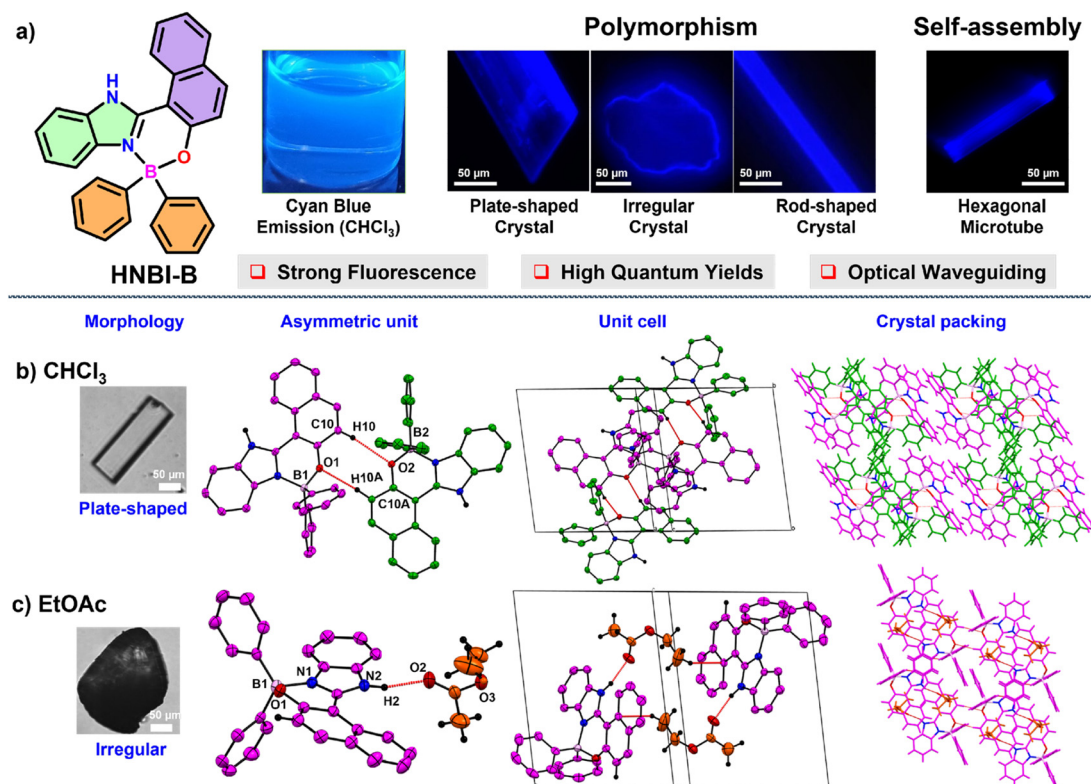 a)
Polymorphism
Self-assembly
H
N
N
O
B
HNBI-B
50 µm
50 µm
50 µm
50 µm
Cyan Blue
Emission (CHCl₃)
Plate-shaped
Crystal
Irregular
Crystal
Rod-shaped
Crystal
Hexagonal
Microtube
Strong Fluorescence
High Quantum Yields
Optical Waveguiding
Morphology
Asymmetric unit
Unit cell
Crystal packing
b) CHCl₃
50 µm
Plate-shaped
C10
H10
B2
O1
O2
B1
H10A
C10A
c) EtOAc
50 µm
Irregular
B1
O1
N1
N2
H2
O2
O3